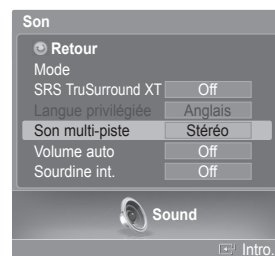 Son
Retour
Mode
SRS TruSurround XT Off
Langue privilégiée Anglais
Son multi-piste Stéréo
Volume auto Off
Sourdine int. Off
Sound
Intro.